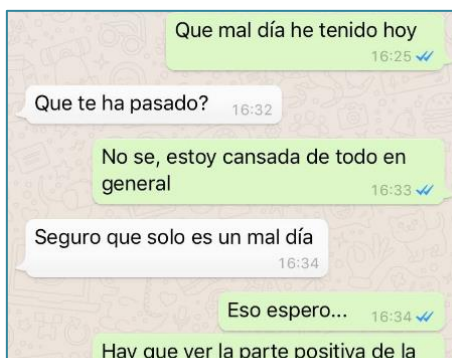 Que mal día he tenido hoy
16:25
Que te ha pasado? 16:32
No se, estoy cansada de todo en
general
16:33
Seguro que solo es un mal día
16:34
Eso espero... 16:34
Hay que ver la parte positiva de la